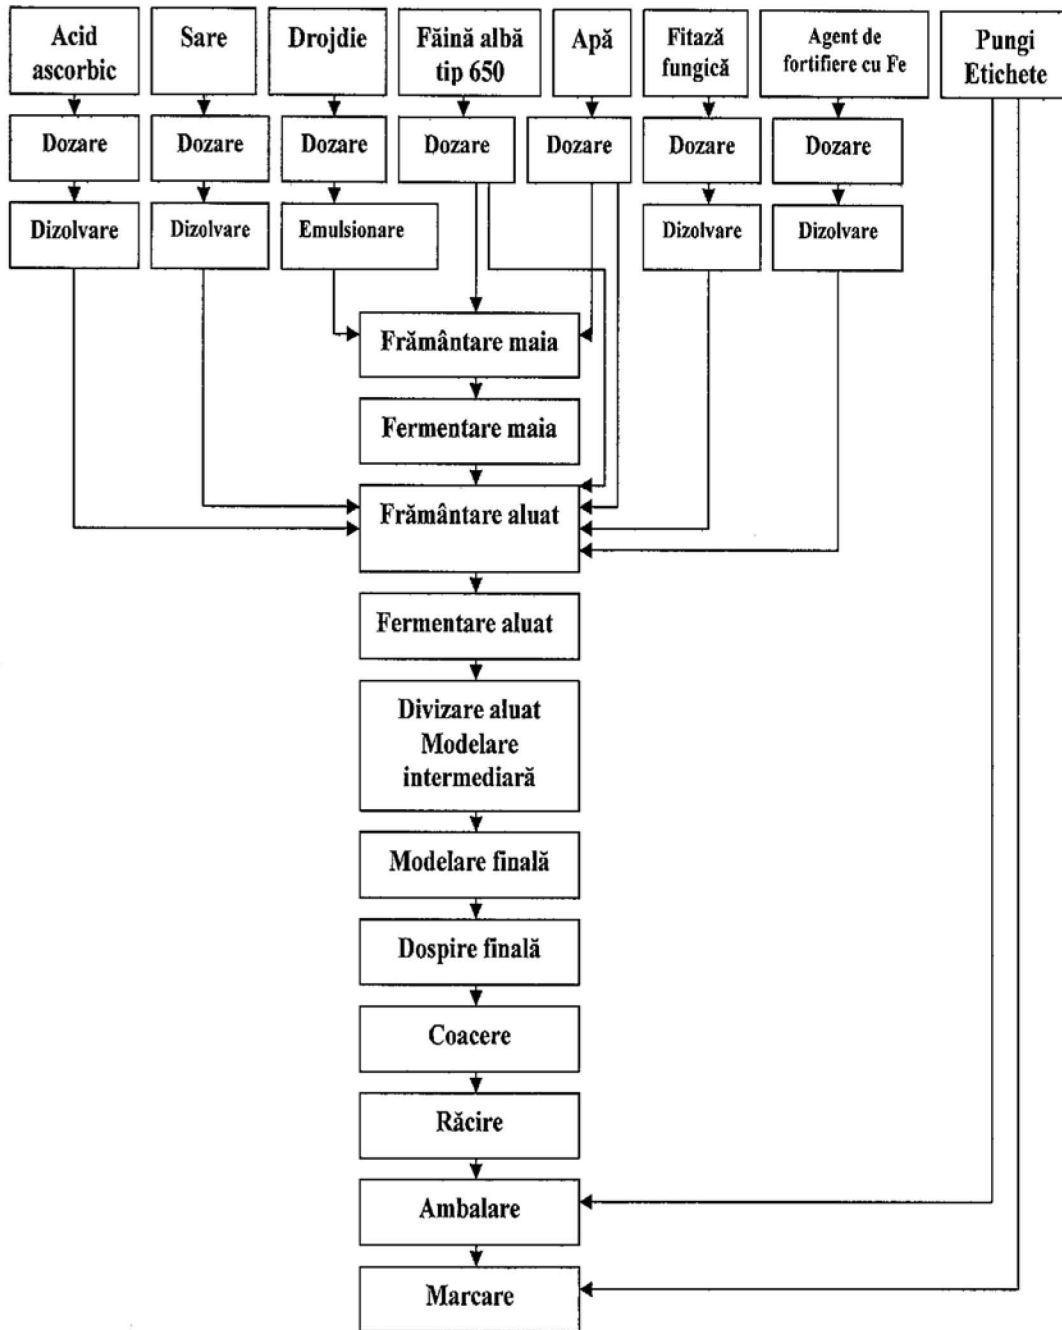 Acid
ascorbic
Sare
Drojdie
Făină albă
tip 650
Apă
Fitază
fungică
Agent de
fortifiere cu Fe
Pungi
Etichete
Dozare
Dozare
Dozare
Dozare
Dozare
Dozare
Dozare
Dizolvare
Dizolvare
Emulsionare
Dizolvare
Dizolvare
Frământare maia
Fermentare maia
Frământare aluat
Fermentare aluat
Divizare aluat
Modelare
intermediară
Modelare finală
Dospire finală
Coacere
Răcire
Ambalare
Marcare